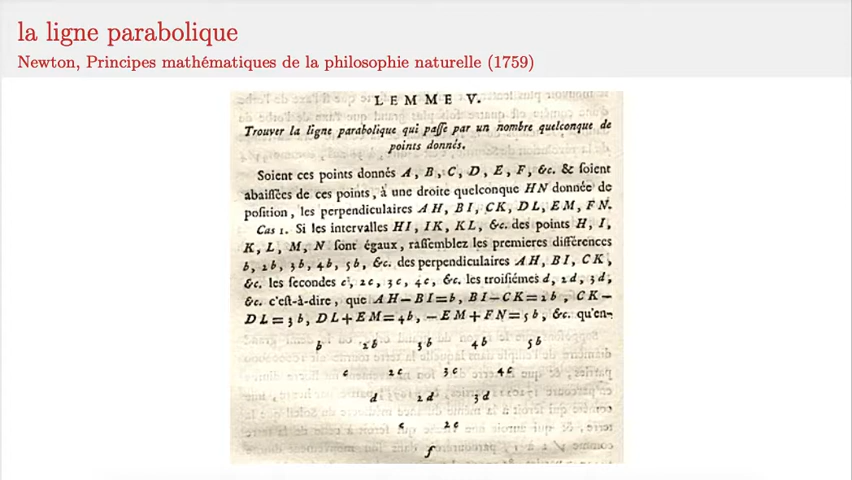 la ligne parabolique
Newton, Principes mathématiques de la philosophie naturelle (1759)
LEMME V.
Trouver la ligne parabolique qui paſſe par un nombre quelconque de
points donnés.
Soient ces points donnés A, B, C, D, E, F, &c. & ſoient
abaiſſées de ces points, à une droite quelconque HN donnée de
poſition, les perpendiculaires AH, BI, CK, DL, EM, FN.
Cas 1. Si les intervalles HI, IK, KL, &c. des points H, I,
K, L, M, N ſont égaux, raſſemblez les premieres différences
b, 2b, 3b, 4b, 5b, &c. des perpendiculaires AH, BI, CK,
&c. les ſecondes c, 2c, 3c, 4c, &c. les troiſiémes d, 2d, 3d,
&c. c'eſt-à-dire, que AH—BI=b, BI—CK=2b, CK—
DL=3b, DL+EM=4b, —EM+FN=5b, &c. qu'en-
b 2b 3b 4b 5b
c 2c 3c 4c
d 2d 3d
e 2e
f